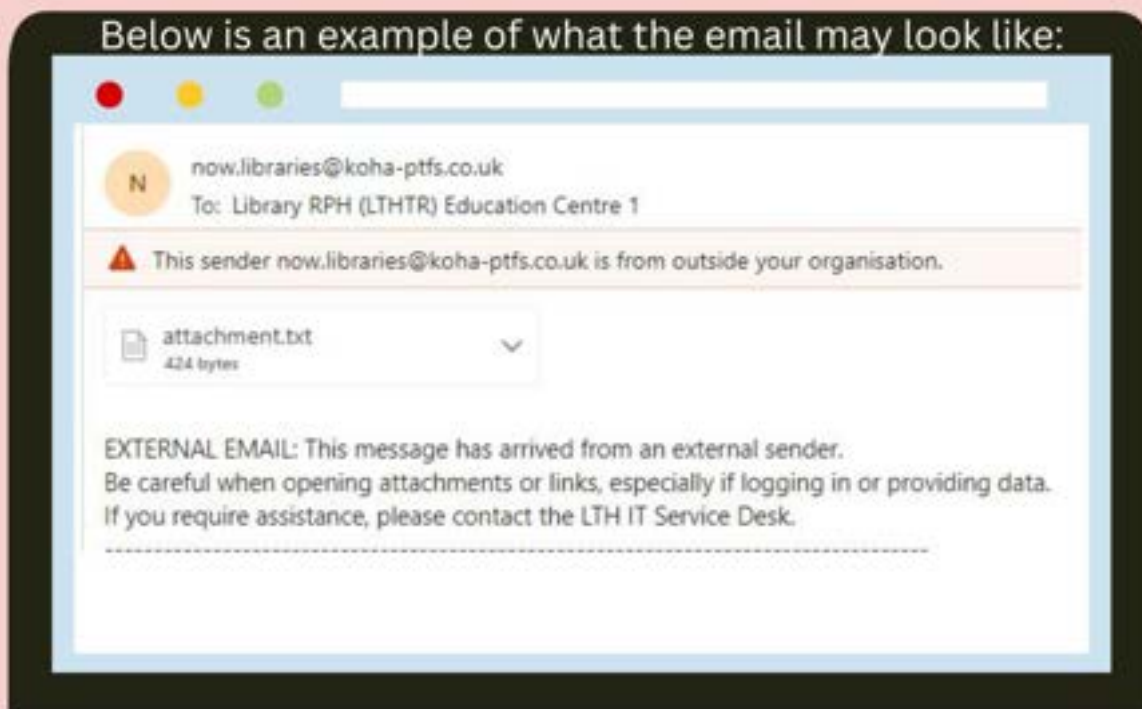 Below is an example of what the email may look like:
N
now.libraries@koha-ptfs.co.uk
To: Library RPH (LTHTR) Education Centre 1
This sender now.libraries@koha-ptfs.co.uk is from outside your organisation.
attachment.txt
424 bytes
EXTERNAL EMAIL: This message has arrived from an external sender.
Be careful when opening attachments or links, especially if logging in or providing data.
If you require assistance, please contact the LTH IT Service Desk.
--------------------------------------------------------------------------------